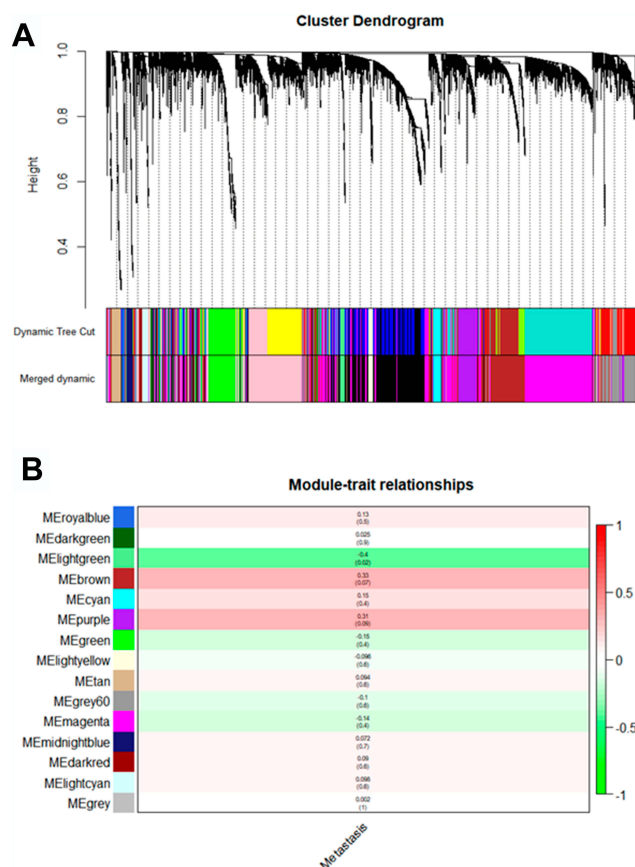 A
Cluster Dendrogram
Height
1.0
0.8
0.6
0.4
Dynamic Tree Cut
Merged dynamic
B
Module-trait relationships
MEroyalblue
0.13
(0.5)
MEdarkgreen
0.025
(0.9)
MElightgreen
-0.4
(0.02)
MEbrown
0.33
(0.07)
MEcyan
0.15
(0.4)
MEpurple
0.31
(0.09)
MEgreen
-0.15
(0.4)
MElightyellow
-0.096
(0.6)
MEtan
0.094
(0.6)
MEgrey60
-0.1
(0.6)
MEmagenta
-0.14
(0.4)
MEmidnightblue
0.072
(0.7)
MEdarkred
0.09
(0.6)
MElightcyan
0.098
(0.6)
MEgrey
0.002
(1)
1
0.5
0
-0.5
-1
Metastasis